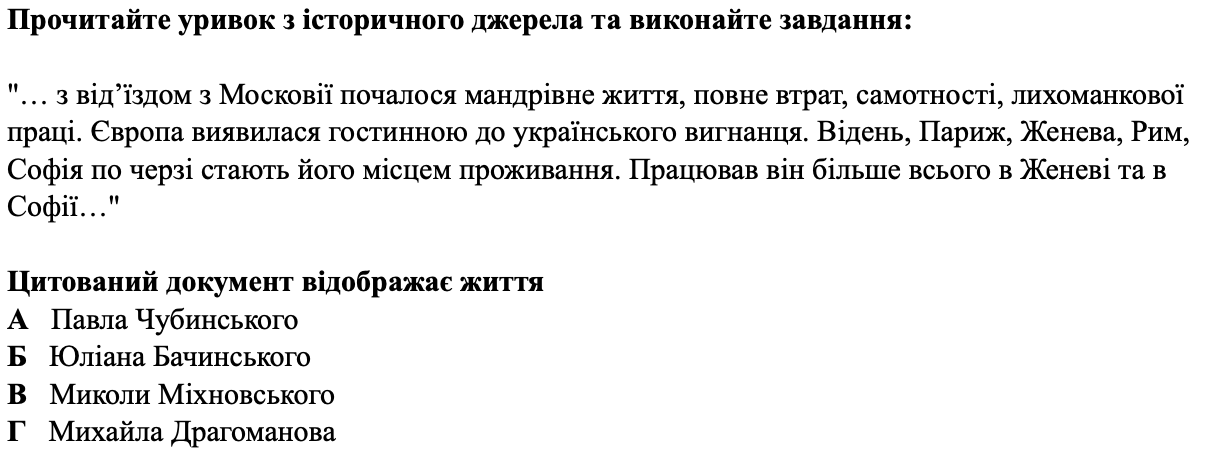 Прочитайте уривок з історичного джерела та виконайте завдання:
"… з від’їздом з Московії почалося мандрівне життя, повне втрат, самотності, лихоманкової
праці. Європа виявилася гостинною до українського вигнанця. Відень, Париж, Женева, Рим,
Софія по черзі стають його місцем проживання. Працював він більше всього в Женеві та в
Софії…"
Цитований документ відображає життя
А Павла Чубинського
Б Юліана Бачинського
В Миколи Міхновського
Г Михайла Драгоманова